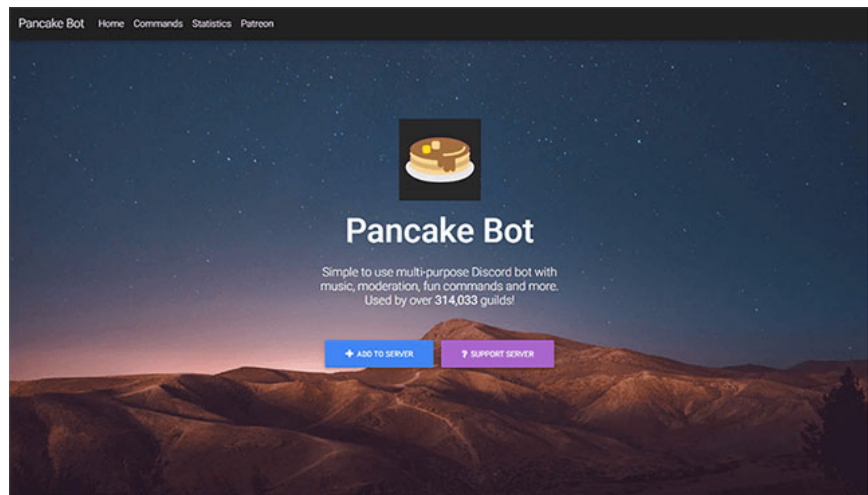 Pancake Bot Home Commands Statistics Patreon
Pancake Bot
Simple to use multi-purpose Discord bot with
music, moderation, fun commands and more.
Used by over 314,033 guilds!
+ ADD TO SERVER ? SUPPORT SERVER